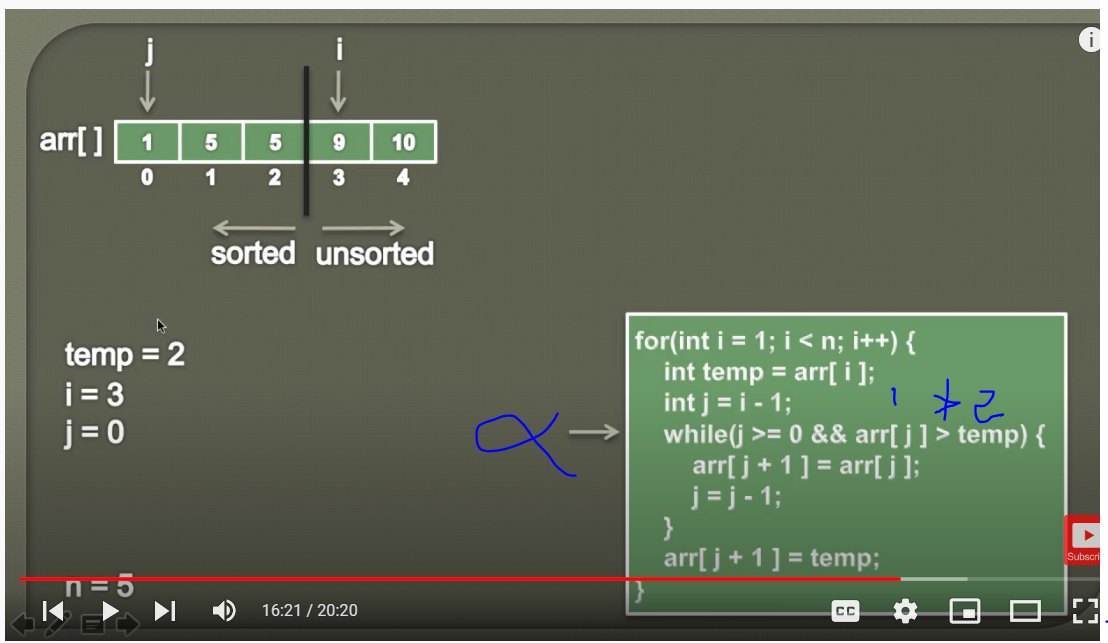 j i
arr[ ] 1 5 5 9 10
0 1 2 3 4
sorted unsorted
temp = 2
i = 3
j = 0
n = 5
for(int i = 1; i < n; i++) {
int temp = arr[ i ];
int j = i - 1;
while(j >= 0 && arr[ j ] > temp) {
arr[ j + 1 ] = arr[ j ];
j = j - 1;
}
arr[ j + 1 ] = temp;
}
Subscri
16:21 / 20:20
CC
i